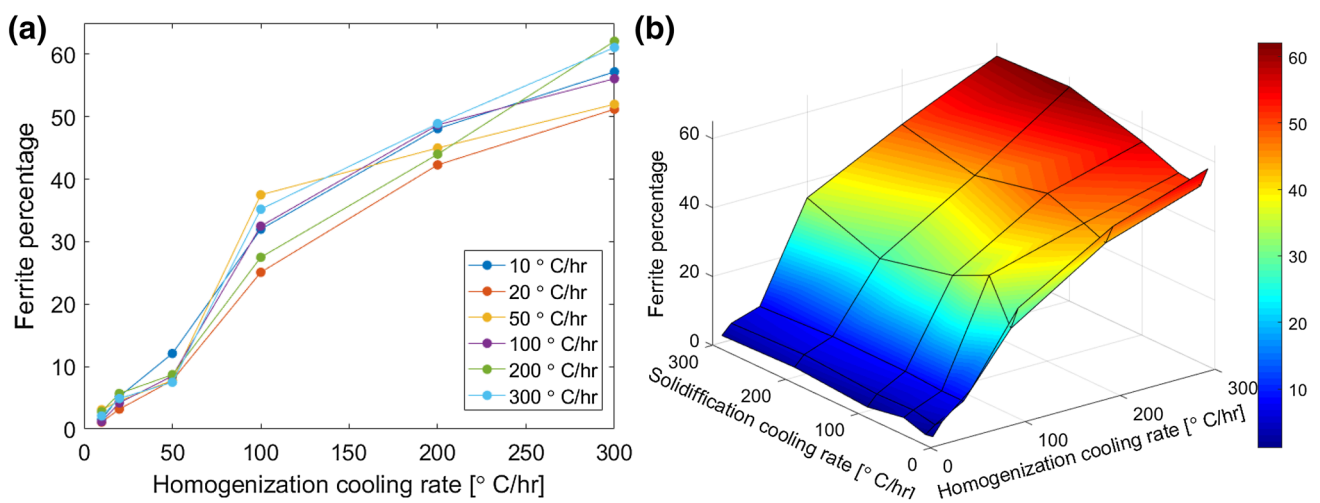 (a)
60
50
40
30
20
10
0
Ferrite percentage
0 50 100 150 200 250 300
Homogenization cooling rate [° C/hr]
10 ° C/hr
20 ° C/hr
50 ° C/hr
100 ° C/hr
200 ° C/hr
300 ° C/hr
(b)
60
40
20
0
Ferrite percentage
300
200
100
0
Solidiffication cooling rate [° C/hr]
0
100
200
300
Homogenization cooling rate [° C/hr]
60
50
40
30
20
10